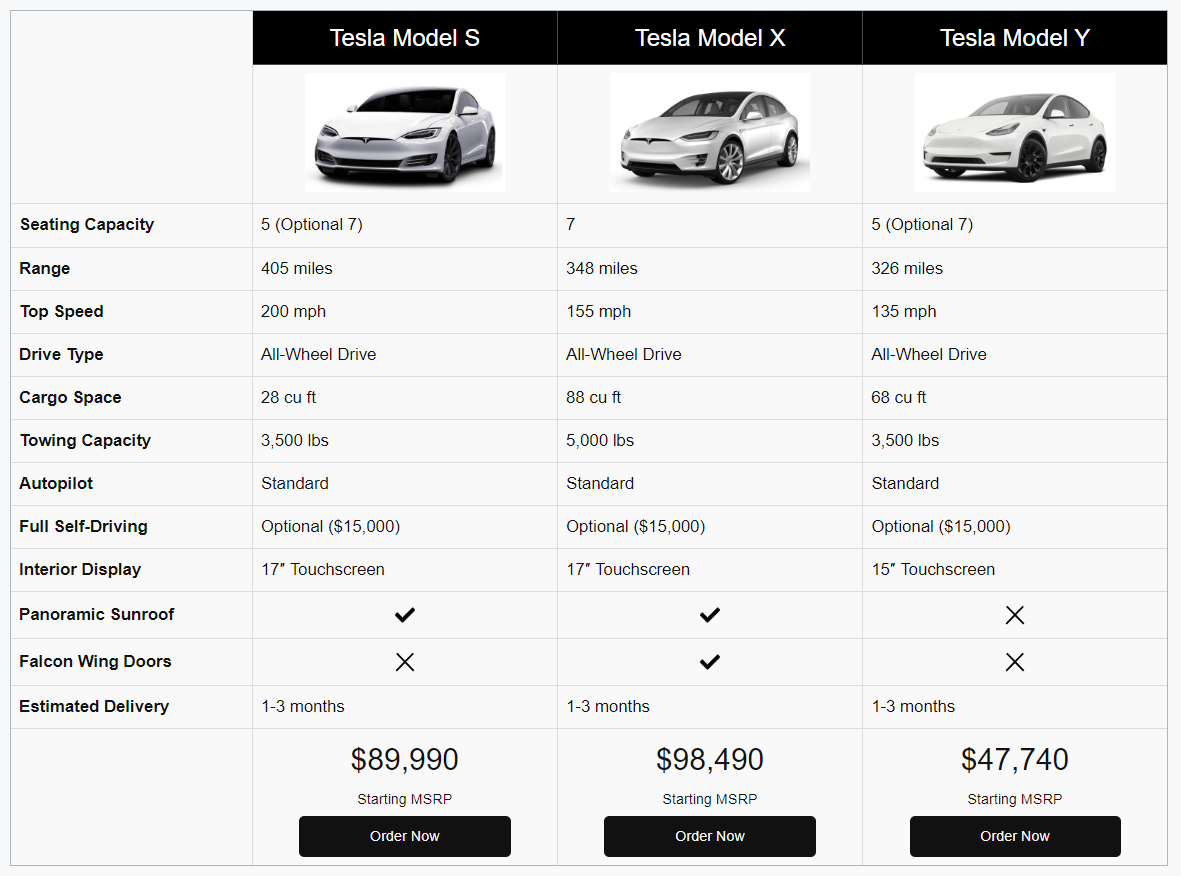 Tesla Model S Tesla Model X Tesla Model Y
Seating Capacity 5 (Optional 7) 7 5 (Optional 7)
Range 405 miles 348 miles 326 miles
Top Speed 200 mph 155 mph 135 mph
Drive Type All-Wheel Drive All-Wheel Drive All-Wheel Drive
Cargo Space 28 cu ft 88 cu ft 68 cu ft
Towing Capacity 3,500 lbs 5,000 lbs 3,500 lbs
Autopilot Standard Standard Standard
Full Self-Driving Optional ($15,000) Optional ($15,000) Optional ($15,000)
Interior Display 17″ Touchscreen 17″ Touchscreen 15″ Touchscreen
Panoramic Sunroof
Falcon Wing Doors
Estimated Delivery 1-3 months 1-3 months 1-3 months
$89,990 $98,490 $47,740
Starting MSRP Starting MSRP Starting MSRP
Order Now Order Now Order Now